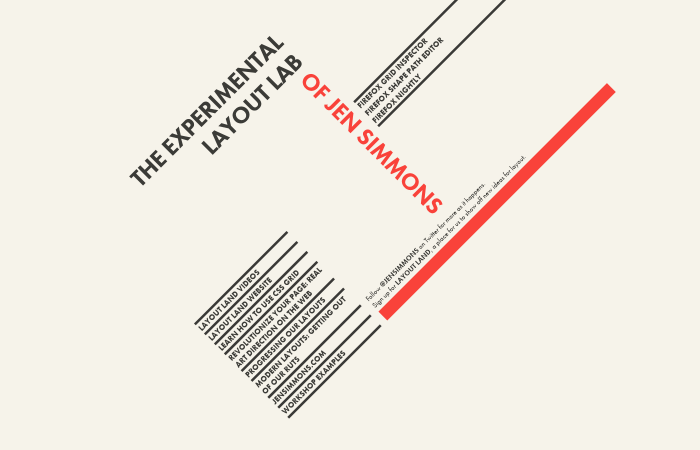 THE EXPERIMENTAL
LAYOUT LAB
OF JEN SIMMONS
FIREFOX GRID INSPECTOR
FIREFOX SHAPE PATH EDITOR
FIREFOX NIGHTLY
Follow @JENSIMMONS on Twitter for more as it happens.
Sign up for LAYOUT LAND, a place for us to show off new ideas for layout.
LAYOUT LAND VIDEOS
LAYOUT LAND WEBSITE
LEARN HOW TO USE CSS GRID
REVOLUTIONIZE YOUR PAGE: REAL
ART DIRECTION ON THE WEB
PROGRESSING OUR LAYOUTS
MODERN LAYOUTS: GETTING OUT
OF OUR RUTS
JENSIMMONS.COM
WORKSHOP EXAMPLES